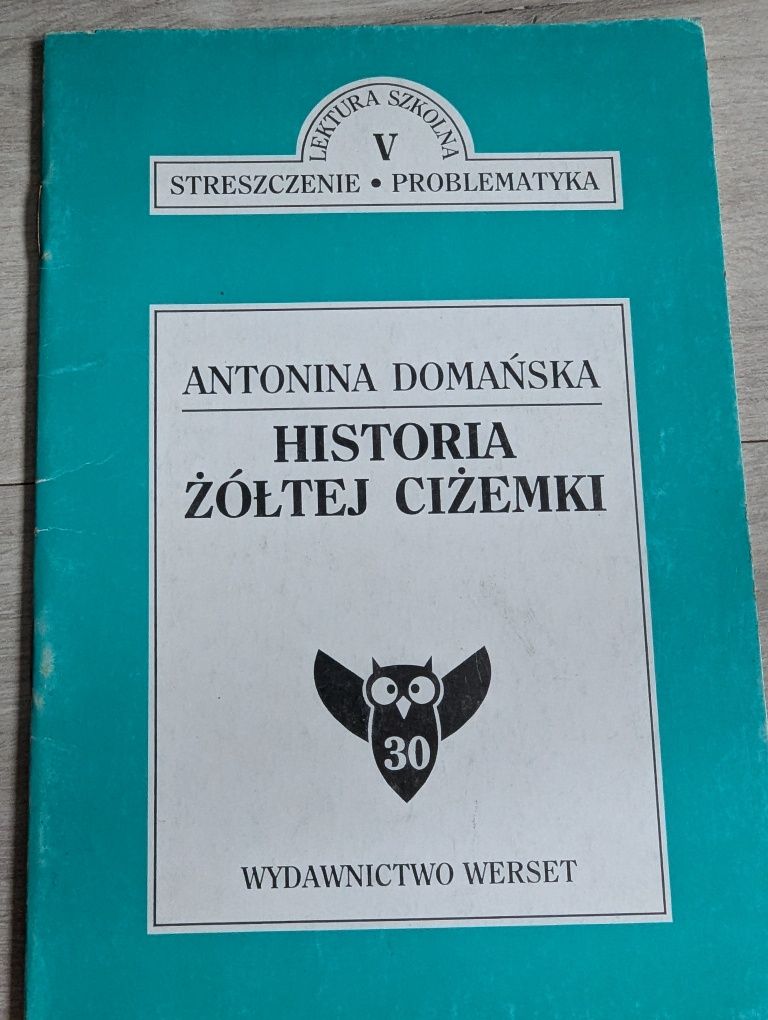 LEKTURA SZKOLNA
V
STRESZCZENIE • PROBLEMATYKA
ANTONINA DOMAŃSKA
HISTORIA
ŻÓŁTEJ CIŻEMKI
30
WYDAWNICTWO WERSET